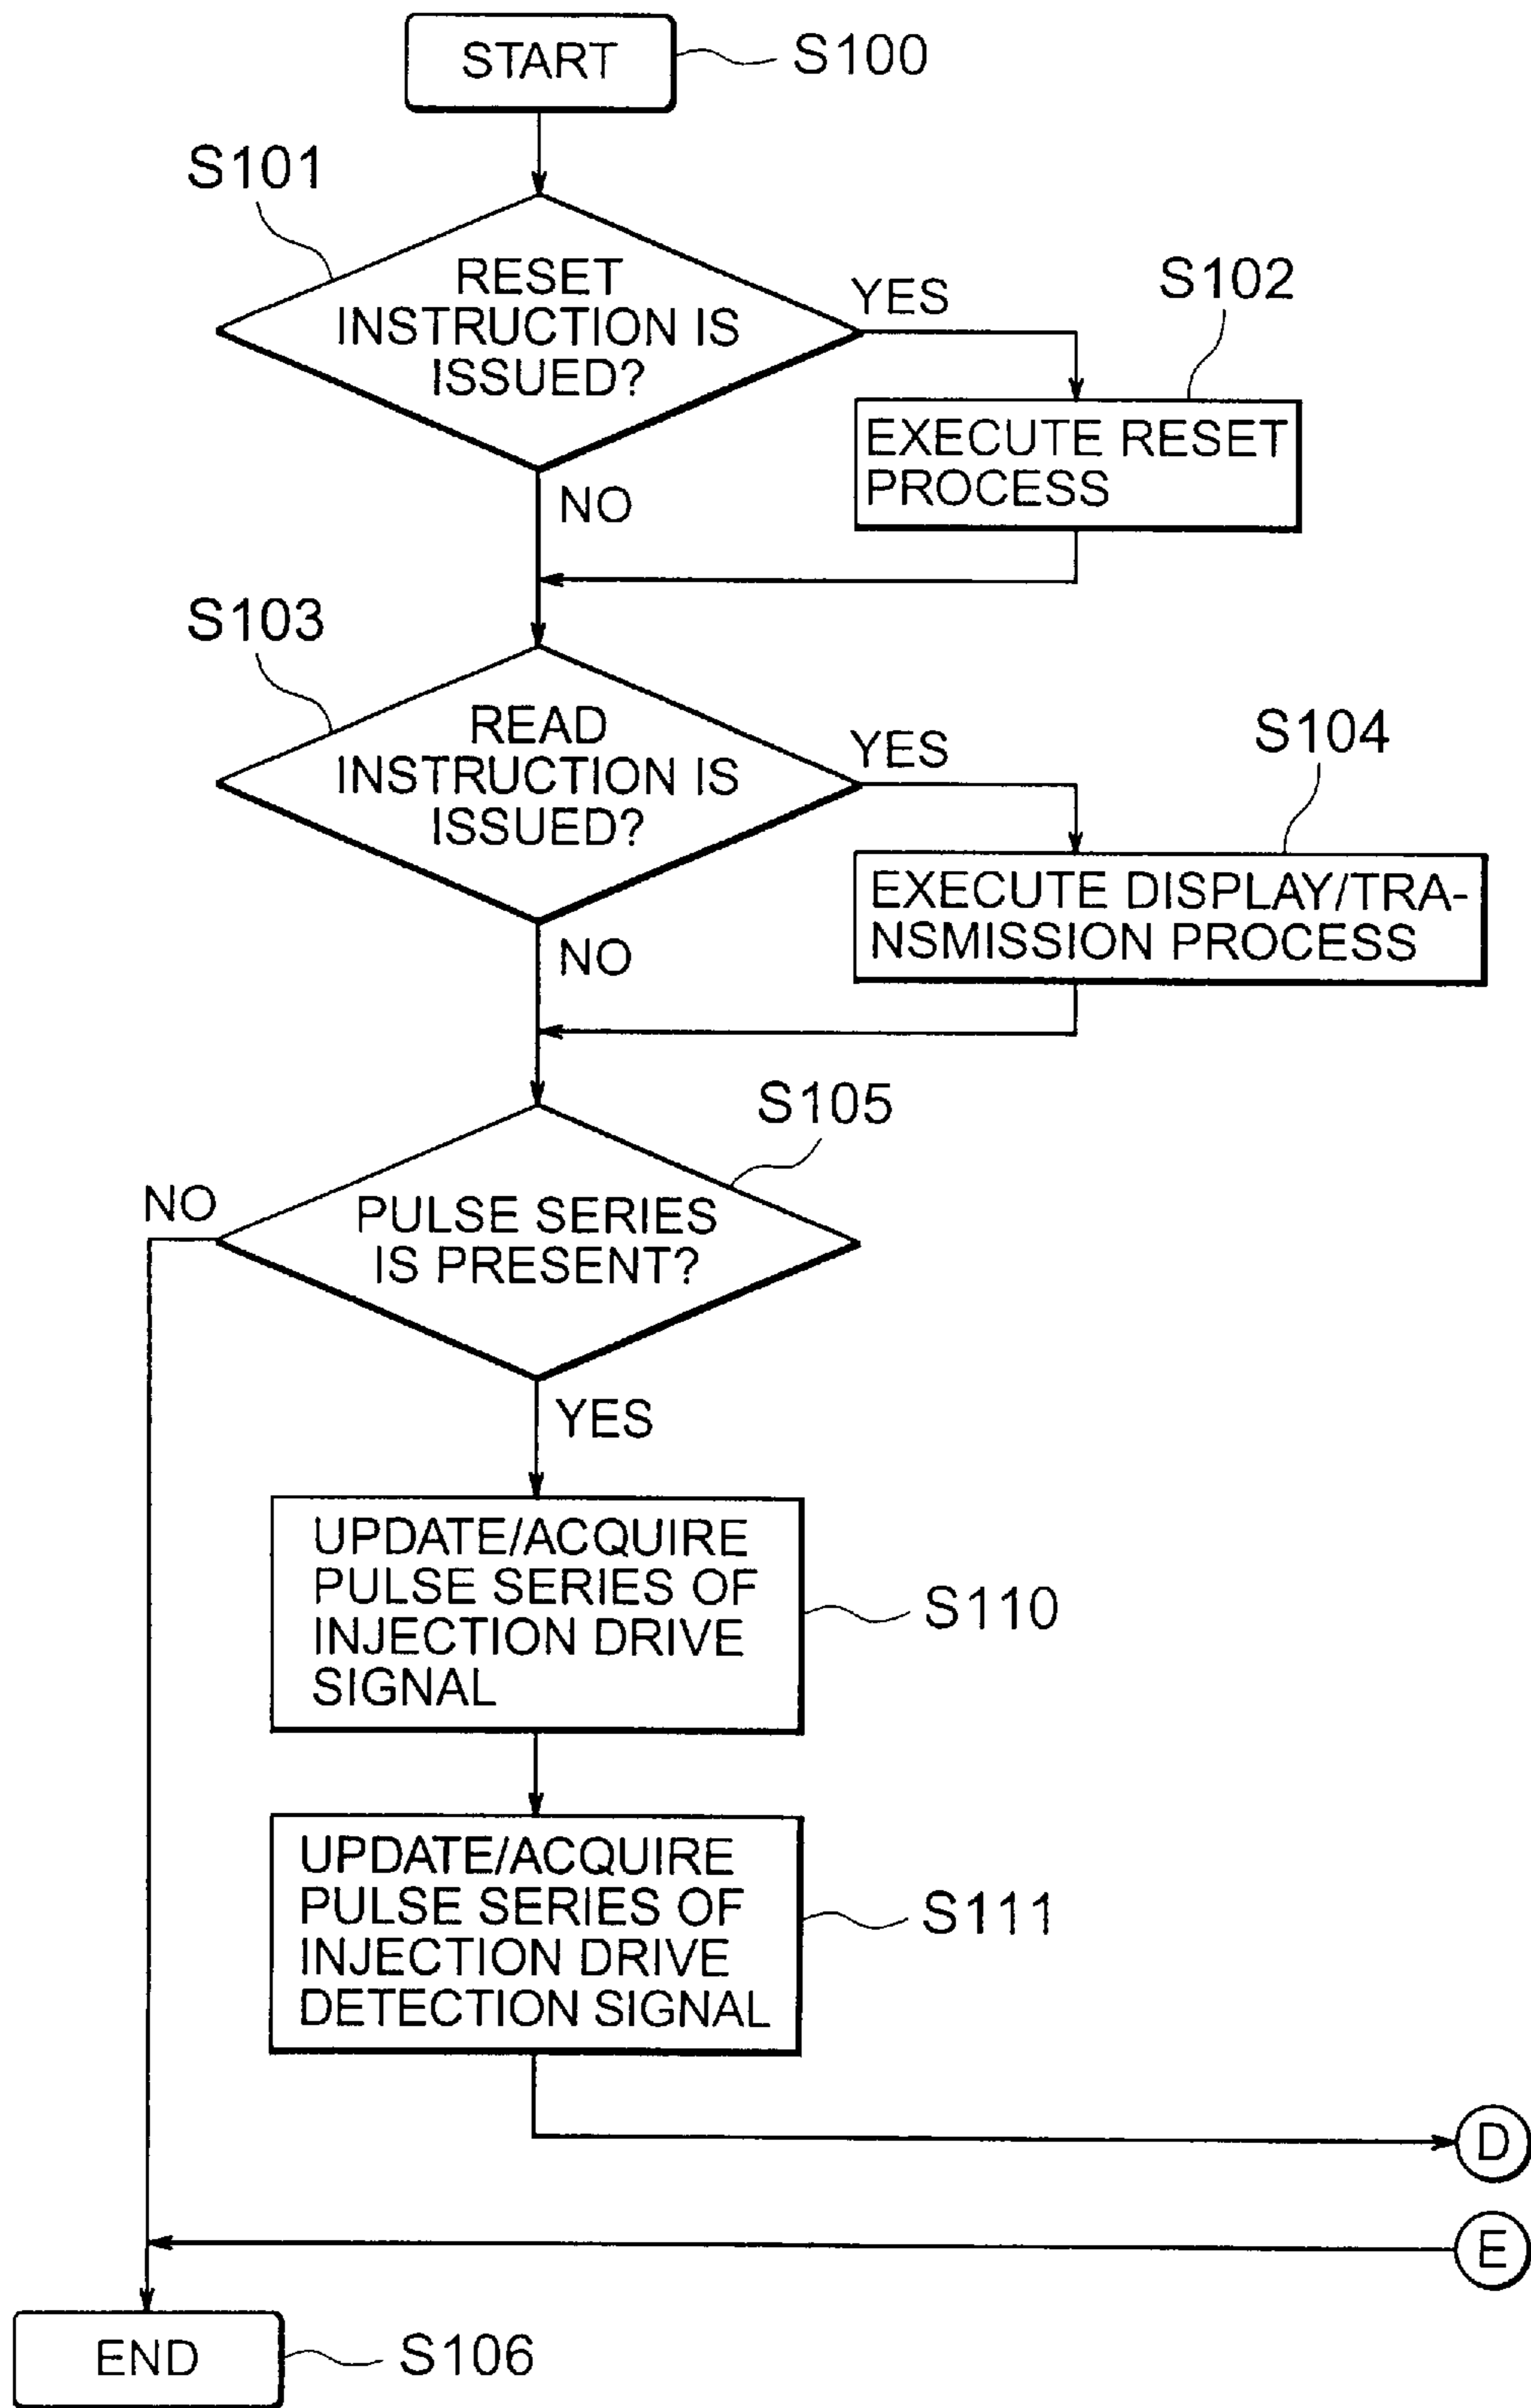 START
S100
S101
RESET
INSTRUCTION IS
ISSUED?
YES
S102
EXECUTE RESET
PROCESS
NO
S103
READ
INSTRUCTION IS
ISSUED?
YES
S104
EXECUTE DISPLAY/TRA-
NSMISSION PROCESS
NO
S105
NO
PULSE SERIES
IS PRESENT?
YES
UPDATE/ACQUIRE
PULSE SERIES OF
INJECTION DRIVE
SIGNAL
S110
UPDATE/ACQUIRE
PULSE SERIES OF
INJECTION DRIVE
DETECTION SIGNAL
S111
D
E
END
S106